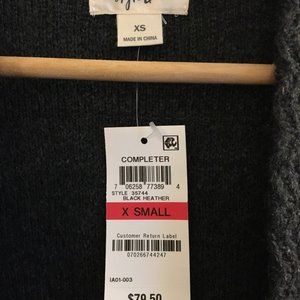 XS
MADE IN CHINA
COMPLETER
7 06258 77389 4
STYLE 35744
BLACK HEATHER
X SMALL
Customer Return Label
070266744247
IA01-003
$79.50